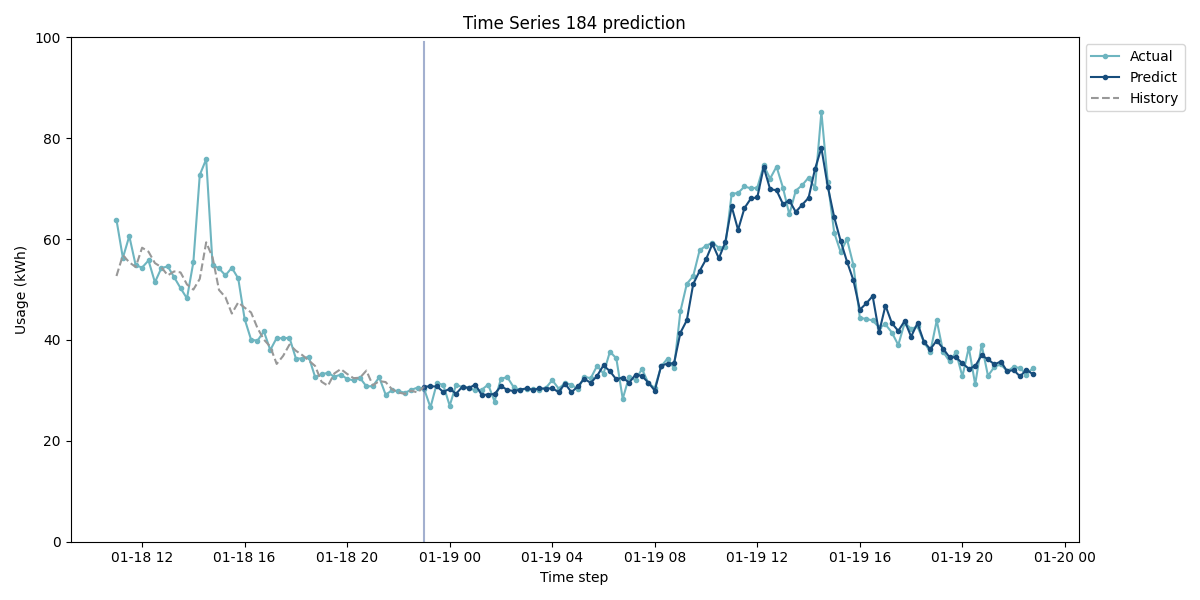 Time Series 184 prediction
100
80
60
40
20
0
Usage (kWh)
01-18 12
01-18 16
01-18 20
01-19 00
01-19 04
01-19 08
01-19 12
01-19 16
01-19 20
01-20 00
Time step
Actual
Predict
History